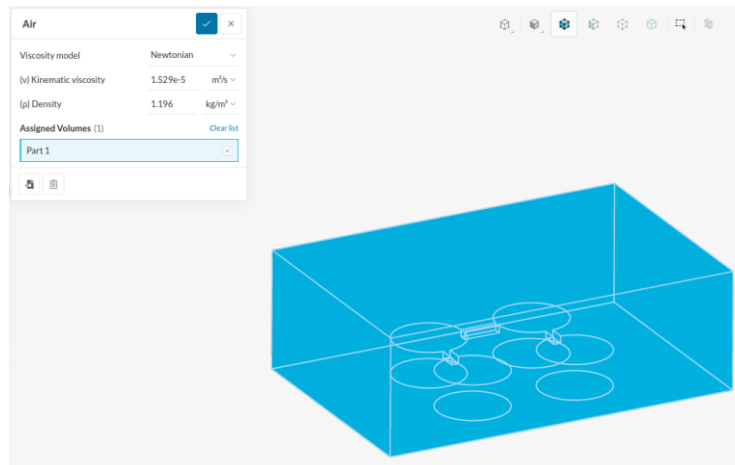 Air
Viscosity model Newtonian
(ν) Kinematic viscosity 1.529e-5 m²/s
(ρ) Density 1.196 kg/m³
Assigned Volumes (1) Clear list
Part 1